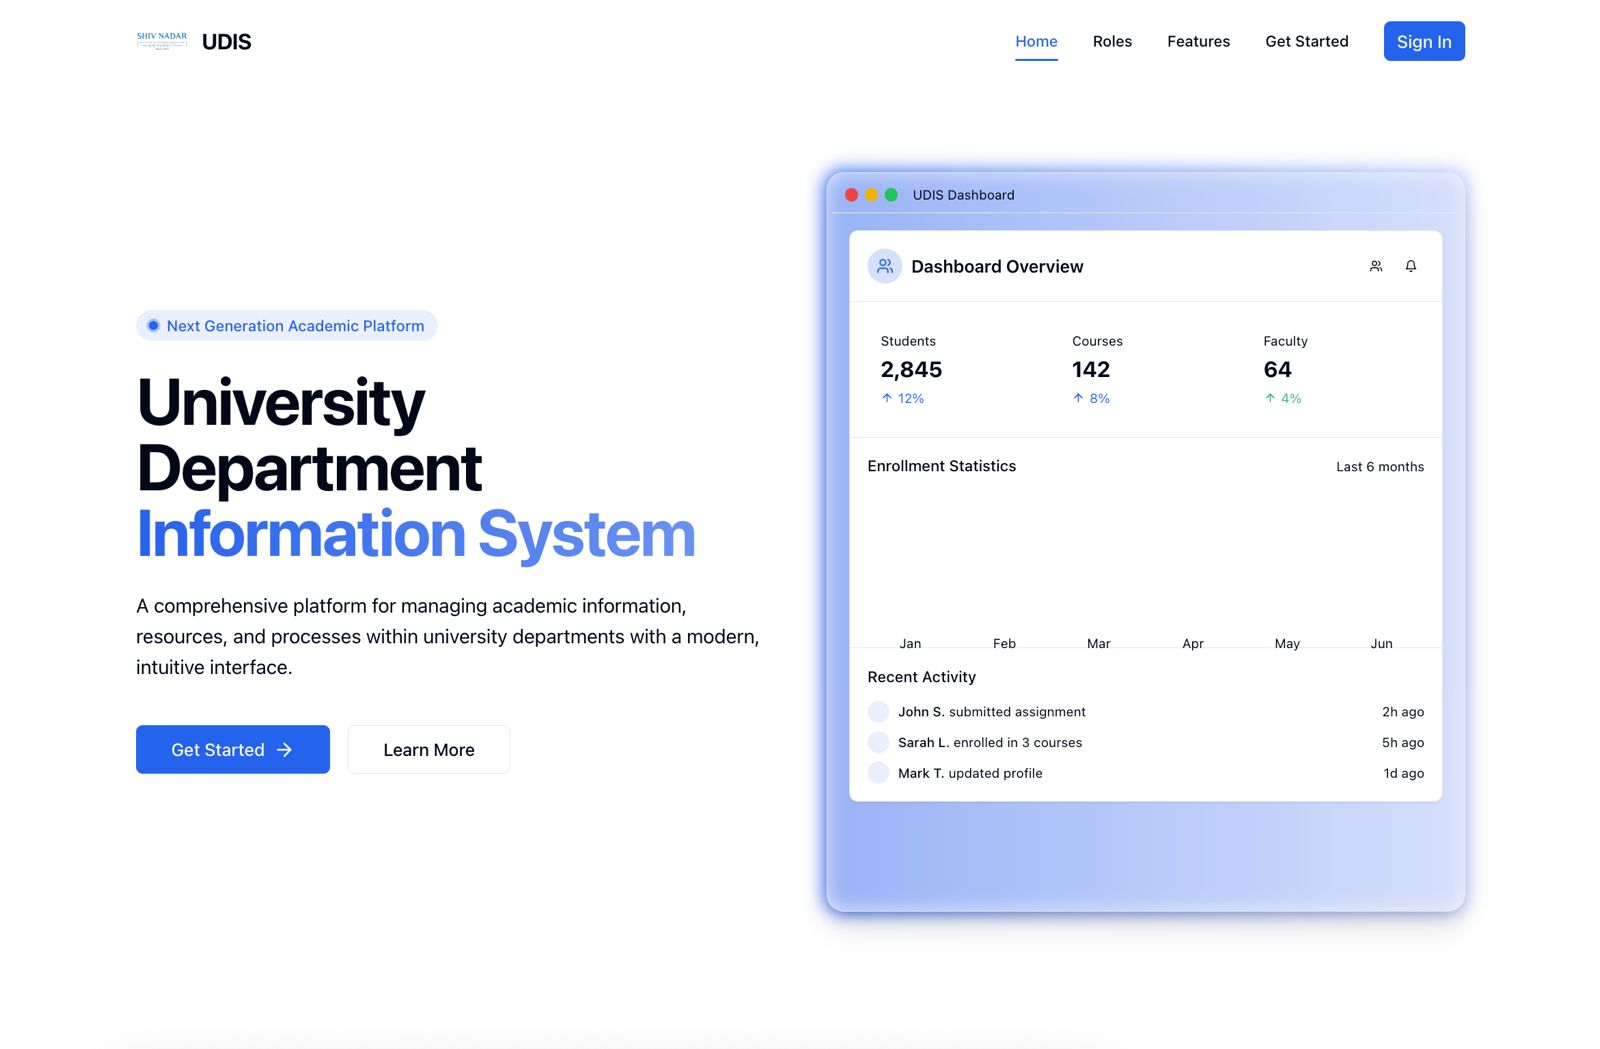 SHIV NADAR
UDIS
Home
Roles
Features
Get Started
Sign In
Next Generation Academic Platform
University
Department
Information System
A comprehensive platform for managing academic information,
resources, and processes within university departments with a modern,
intuitive interface.
Get Started
Learn More
UDIS Dashboard
Dashboard Overview
Students
Courses
Faculty
2,845
142
64
12%
8%
4%
Enrollment Statistics
Last 6 months
Jan
Feb
Mar
Apr
May
Jun
Recent Activity
John S. submitted assignment
2h ago
Sarah L. enrolled in 3 courses
5h ago
Mark T. updated profile
1d ago